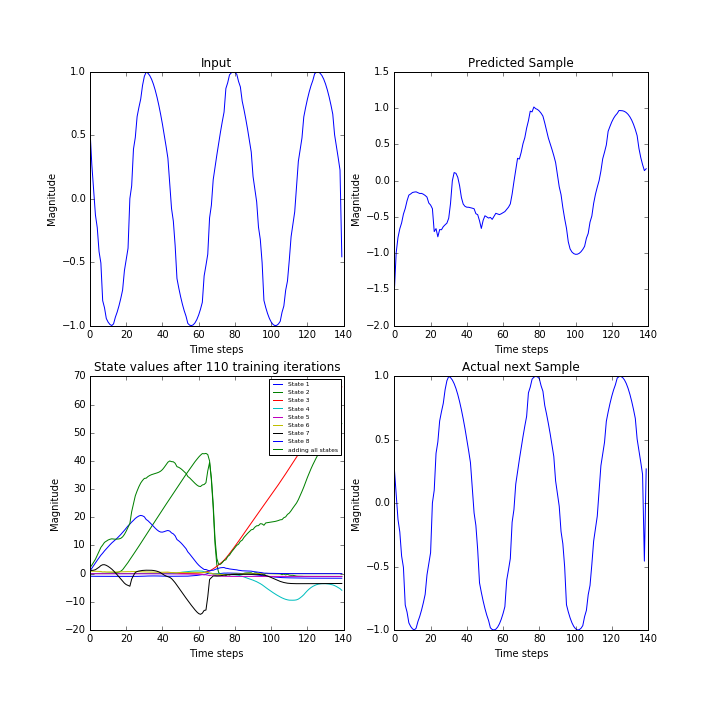 Input
Magnitude
1.0
0.5
0.0
−0.5
−1.0
0 20 40 60 80 100 120 140
Time steps
Predicted Sample
Magnitude
1.5
1.0
0.5
0.0
−0.5
−1.0
−1.5
−2.0
0 20 40 60 80 100 120 140
Time steps
State values after 110 training iterations
Magnitude
70
60
50
40
30
20
10
0
−10
−20
State 1
State 2
State 3
State 4
State 5
State 6
State 7
State 8
adding all states
0 20 40 60 80 100 120 140
Time steps
Actual next Sample
Magnitude
1.0
0.5
0.0
−0.5
−1.0
0 20 40 60 80 100 120 140
Time steps